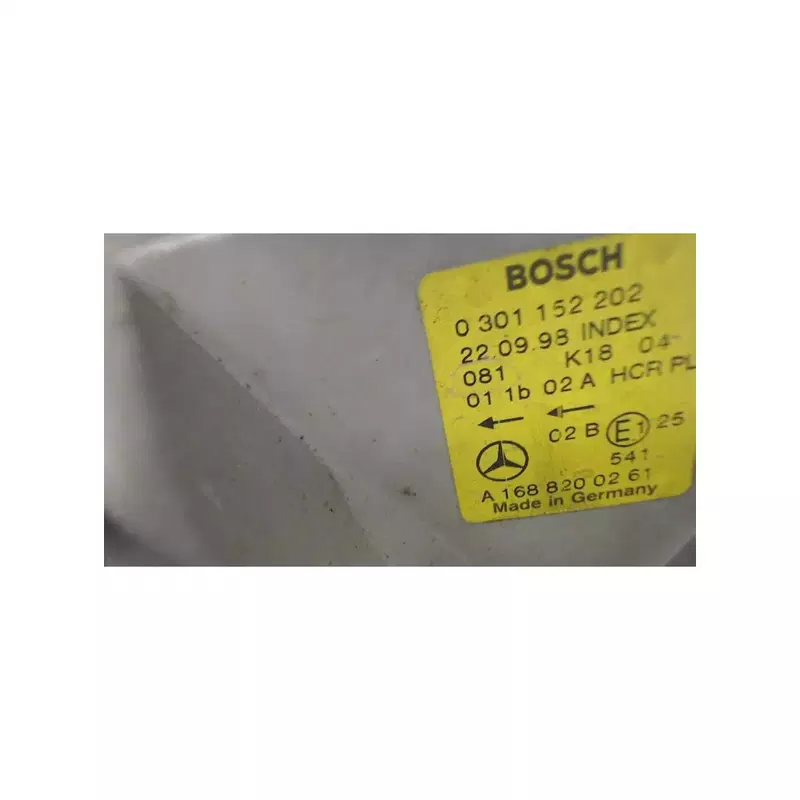 BOSCH
0 301 152 202
22.09.98 INDEX
081 K18 04-
01 1b 02 A HCR PL
02 B E1 25
541
A 168 820 02 61
Made in Germany